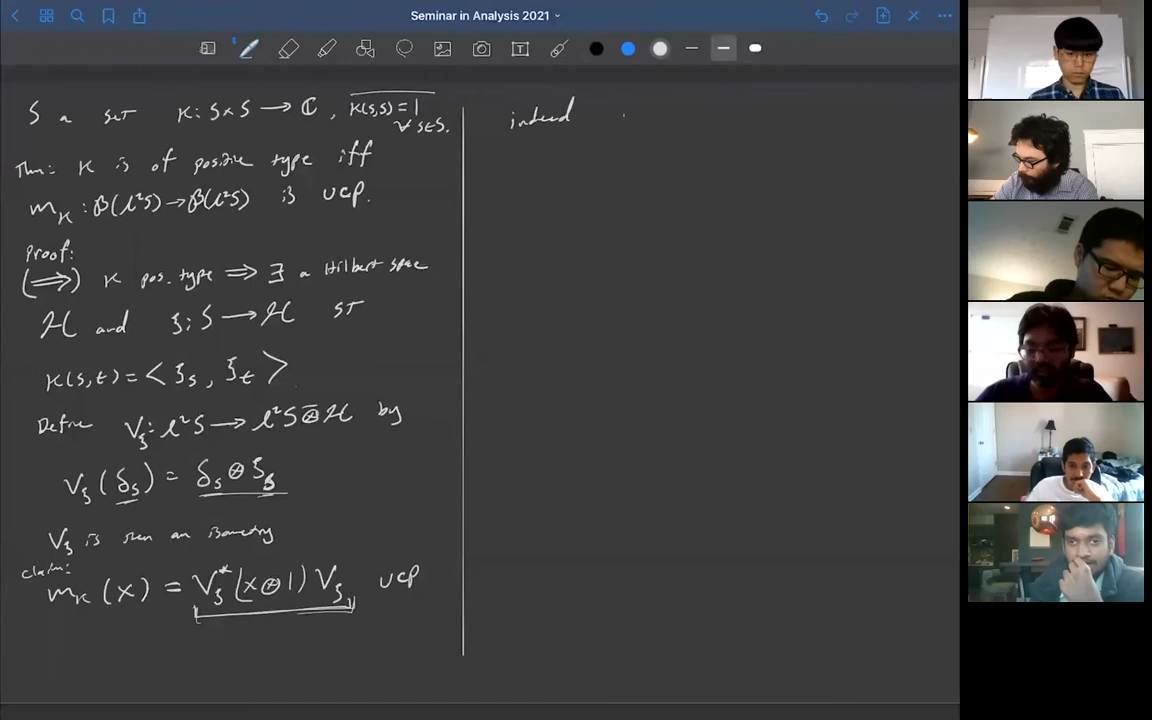 Seminar in Analysis 2021
S a set K: S×S → ℂ, K(s,s) = 1
∀ s∈S.
Thm: K is of positive type iff
m_K : B(ℓ²S) → B(ℓ²S) is ucp.
Proof:
(⟹) K pos. type ⟹ ∃ a Hilbert space
H and ξ: S → H st
K(s,t) = < ξ_s, ξ_t >
Define V_ξ: ℓ²S → ℓ²S ⊗̄ H by
V_ξ (δ_s) = δ_s ⊗ ξ_s
V_ξ is then an isometry
claim:
m_K (x) = V_ξ* (x⊗1) V_ξ ucp
indeed